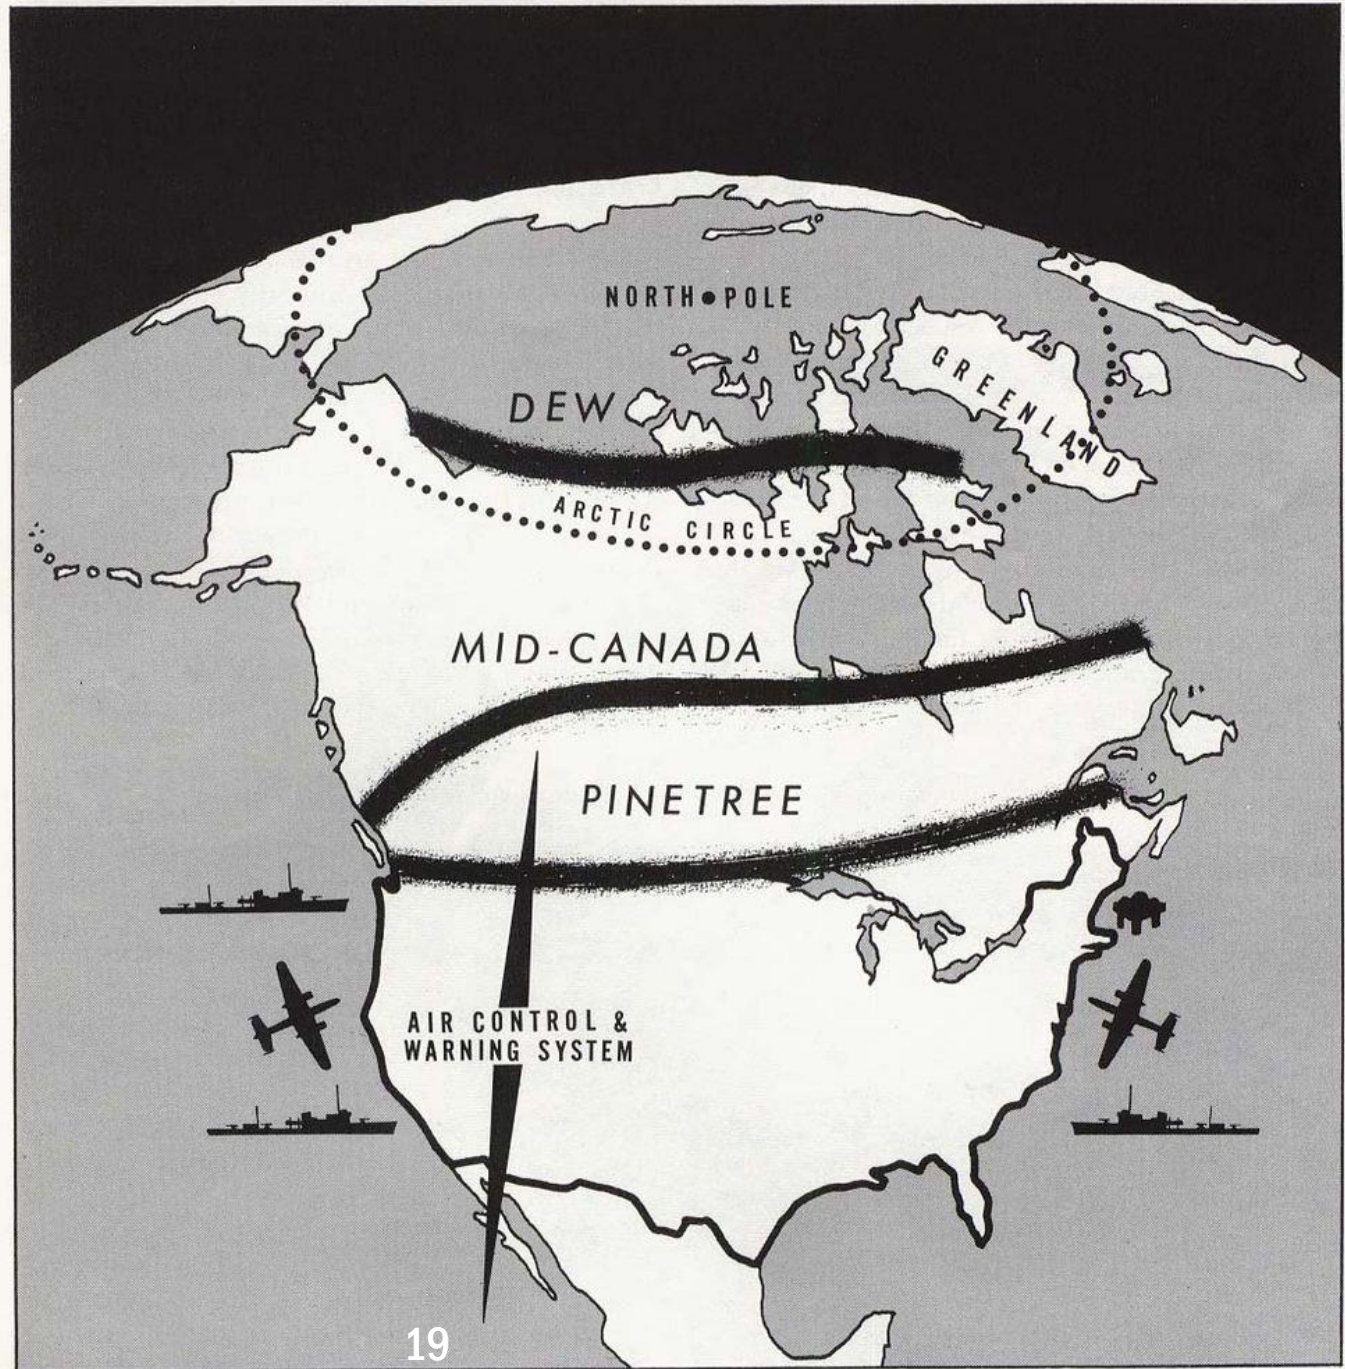 NORTH POLE
GREENLAND
DEW
ARCTIC CIRCLE
MID-CANADA
PINETREE
AIR CONTROL &
WARNING SYSTEM
19